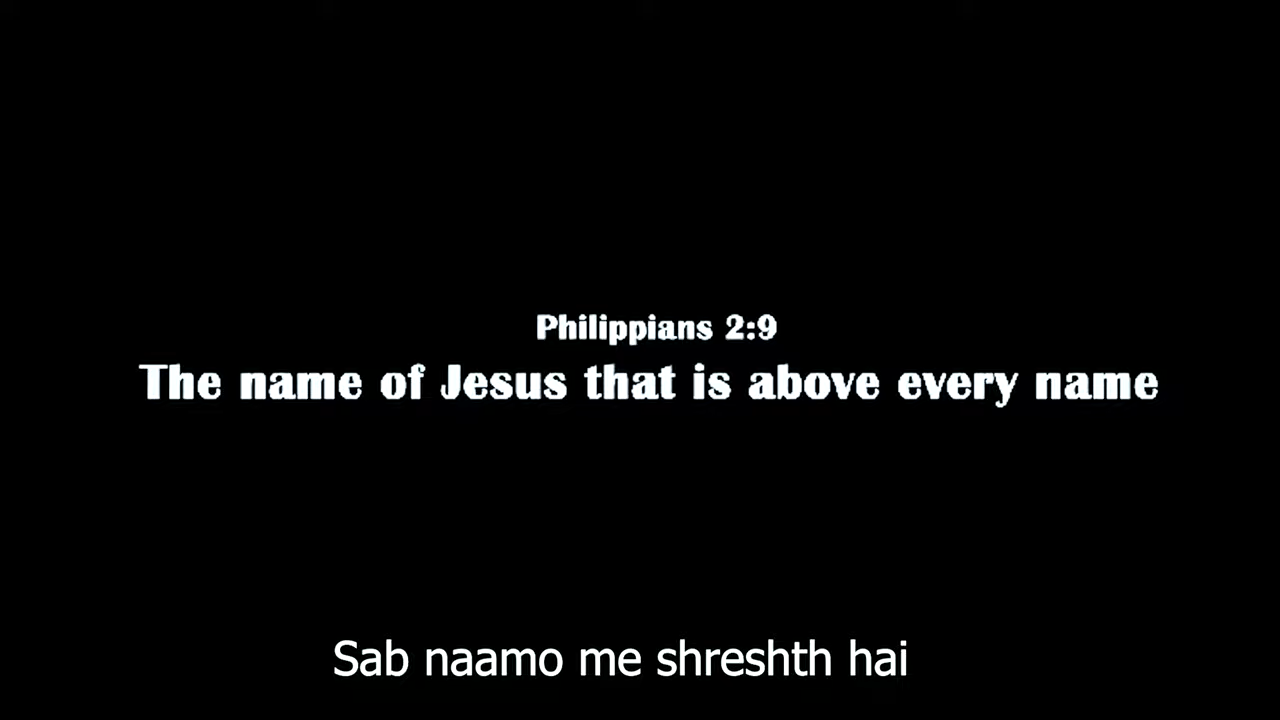 Philippians 2:9
The name of Jesus that is above every name
Sab naamo me shreshth hai